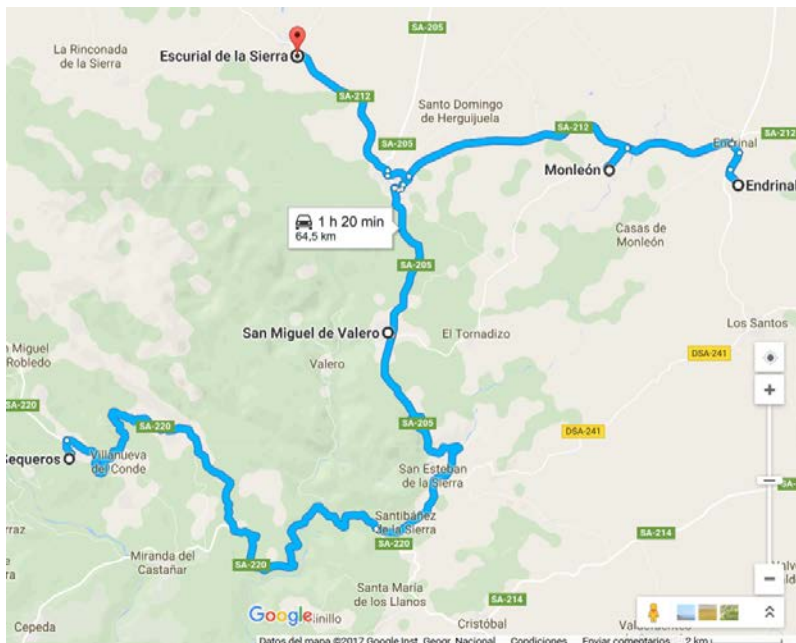 SA-205
La Rinconada
de la Sierra
Escurial de la Sierra
SA-212
Santo Domingo
de Herguijuela
SA-212
SA-212
Endrinal
SA-205
Monleón
Endrinal
1 h 20 min
64,5 km
Casas de
Monleón
SA-205
San Miguel de Valero
El Tornadizo
Los Santos
Miguel
Robledo
Valero
DSA-241
SA-220
SA-220
SA-205
DSA-241
Sequeros
Villanueva
del Conde
San Esteban
de la Sierra
Santibáñez
de la Sierra
SA-220
SA-214
Miranda del
Castañar
SA-220
Santa María
de los Llanos
SA-214
Google
Cepeda
Cristóbal
Datos del mapa ©2017 Google Inst. Geogr. Nacional Condiciones Enviar comentarios 2 km